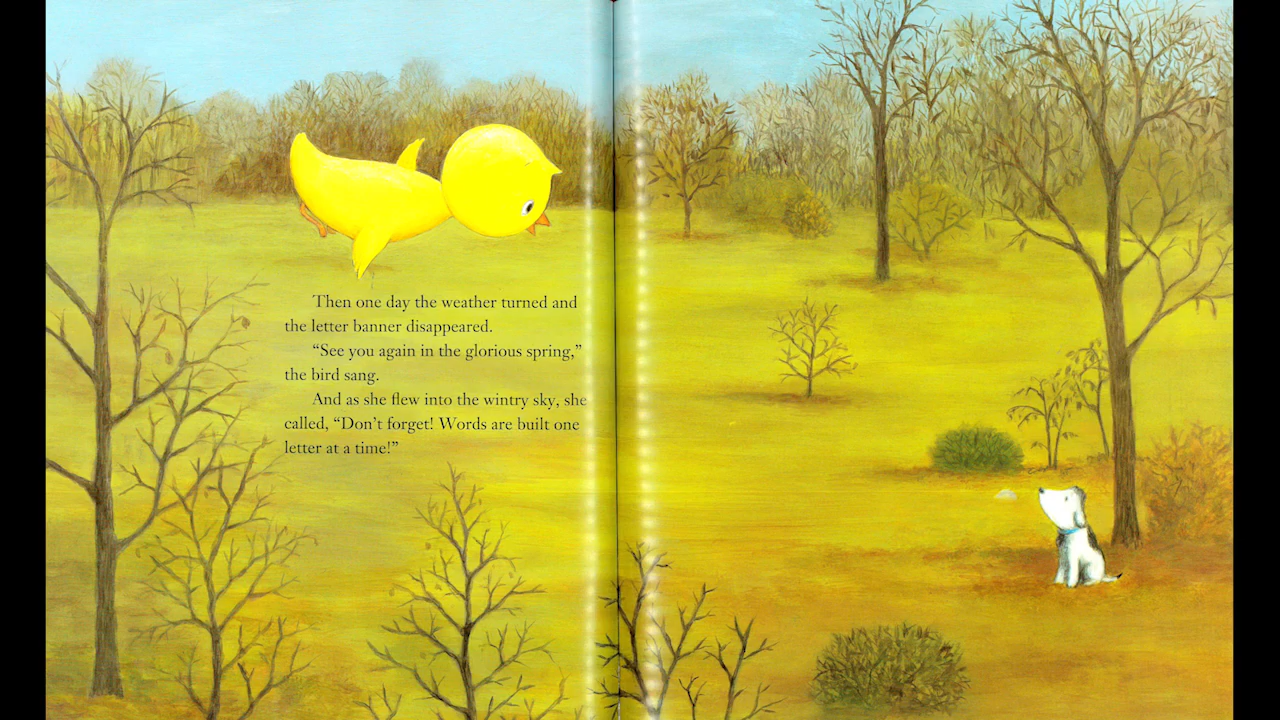 Then one day the weather turned and
the letter banner disappeared.
“See you again in the glorious spring,”
the bird sang.
And as she flew into the wintry sky, she
called, “Don’t forget! Words are built one
letter at a time!”